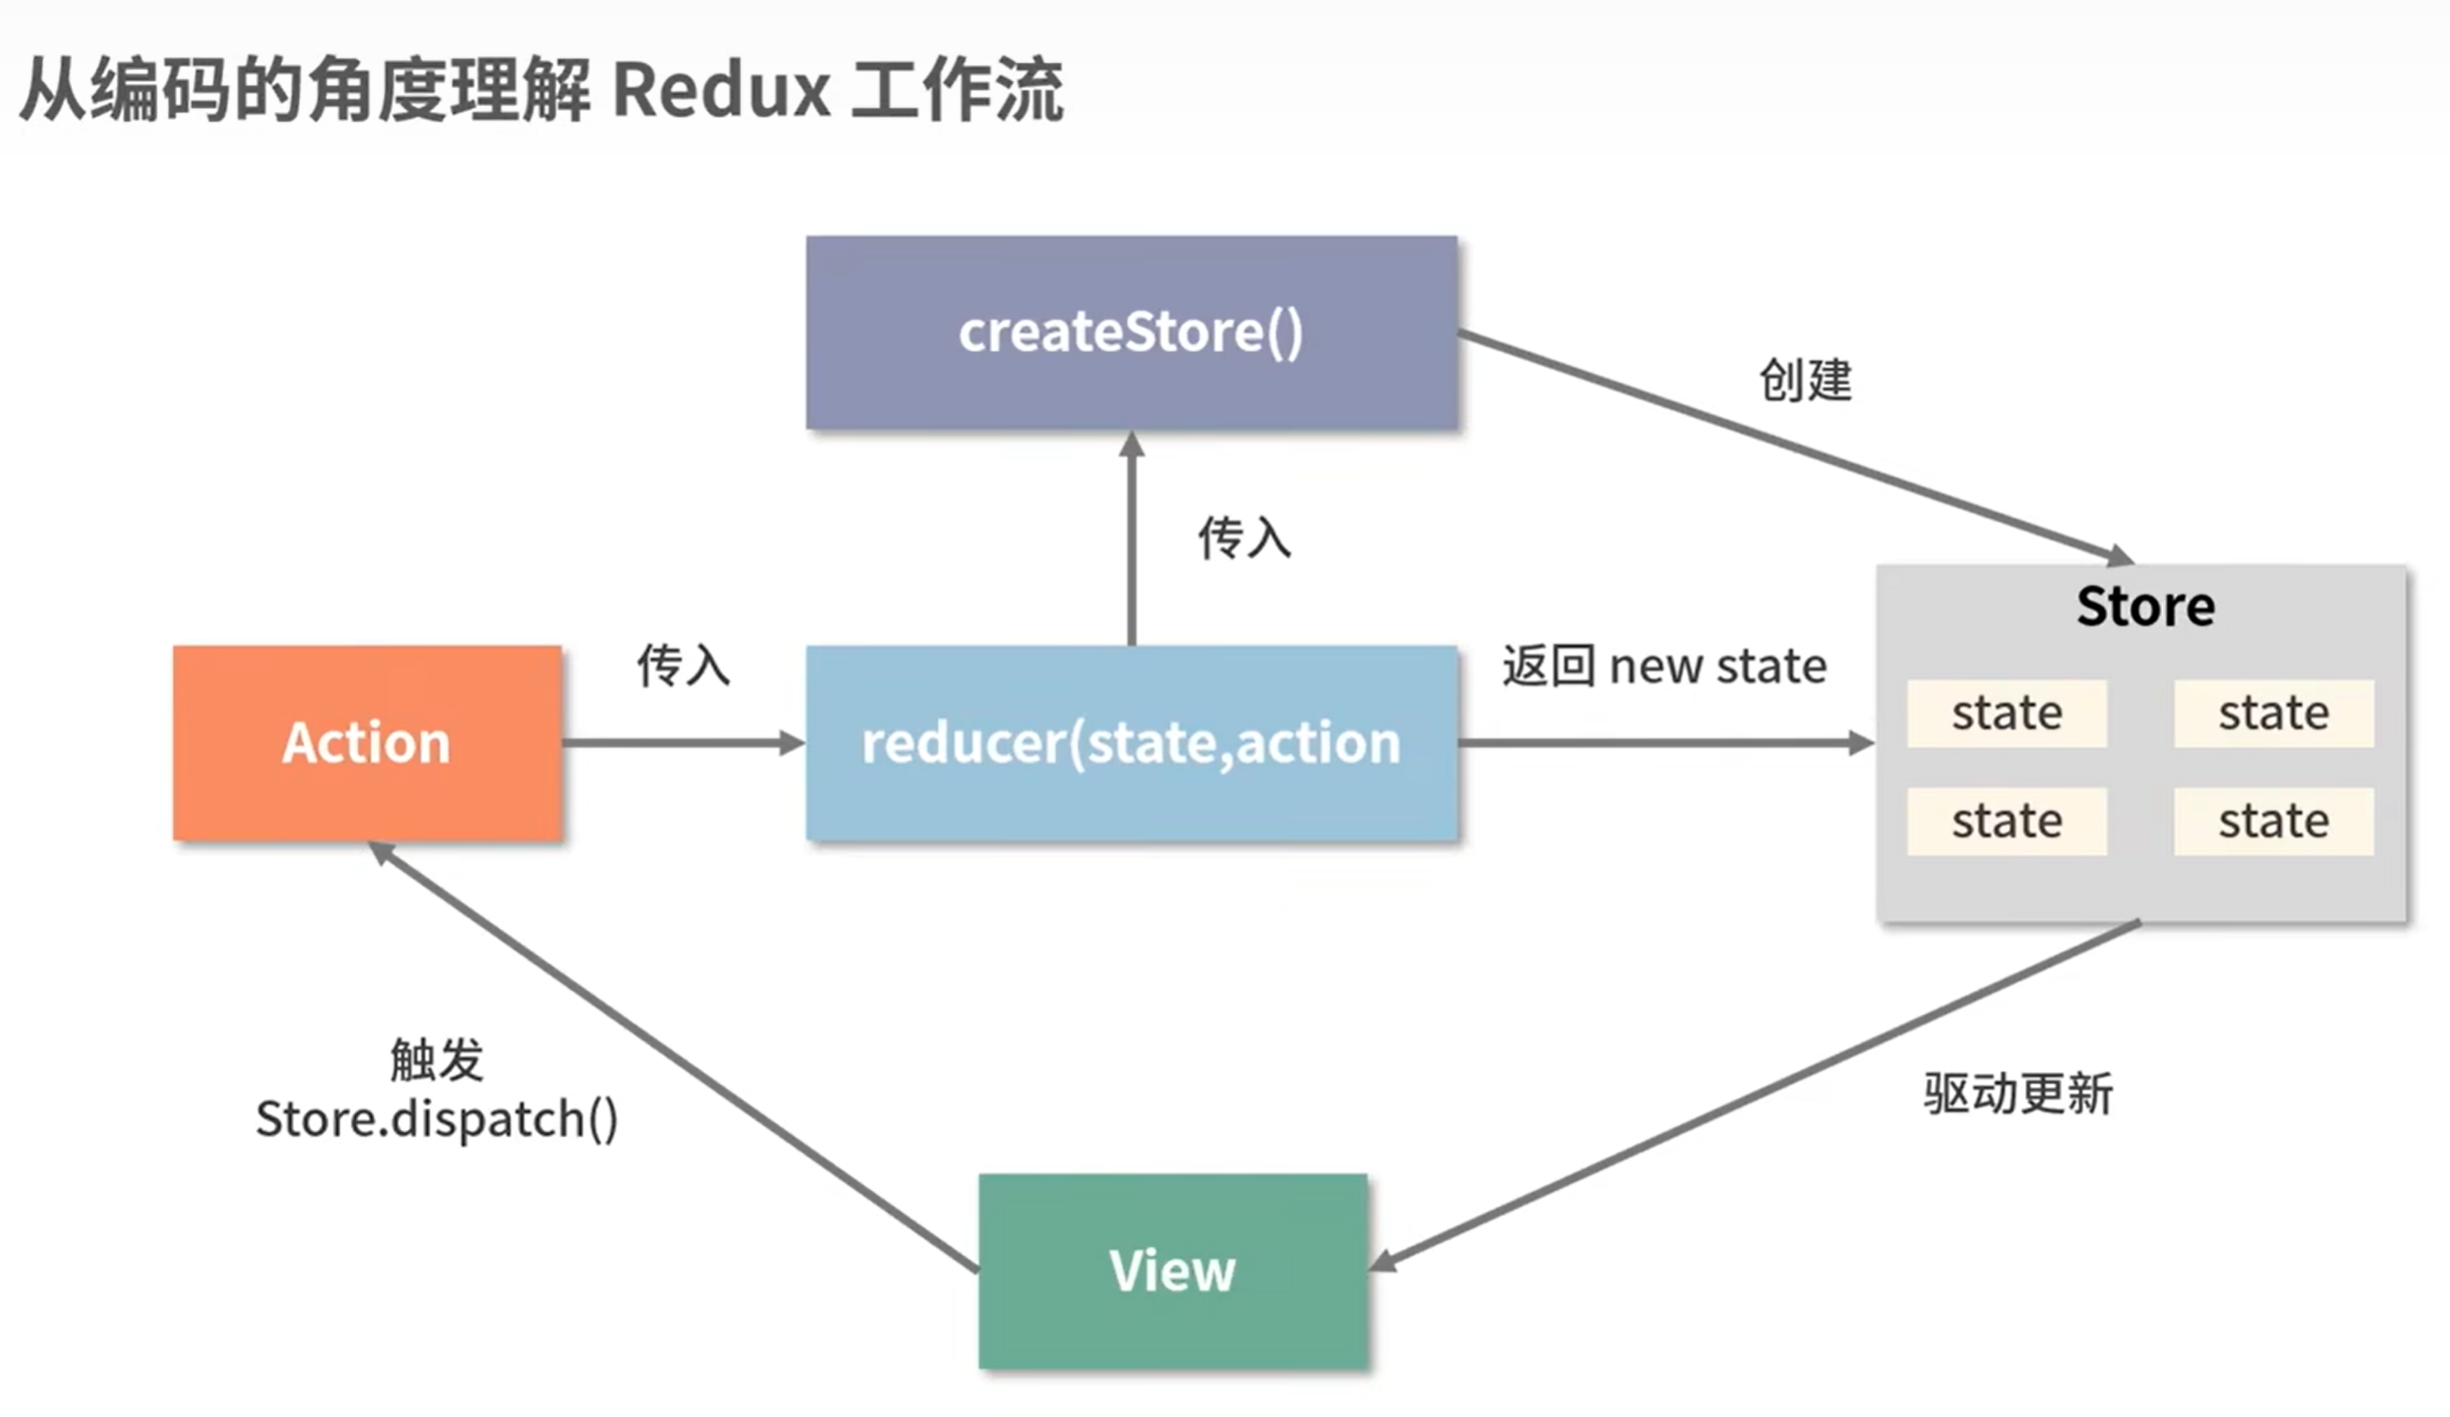 从编码的角度理解 Redux 工作流
createStore()
创建
传入
Store
Action
传入
reducer(state,action
返回 new state
state
state
state
state
触发
Store.dispatch()
驱动更新
View